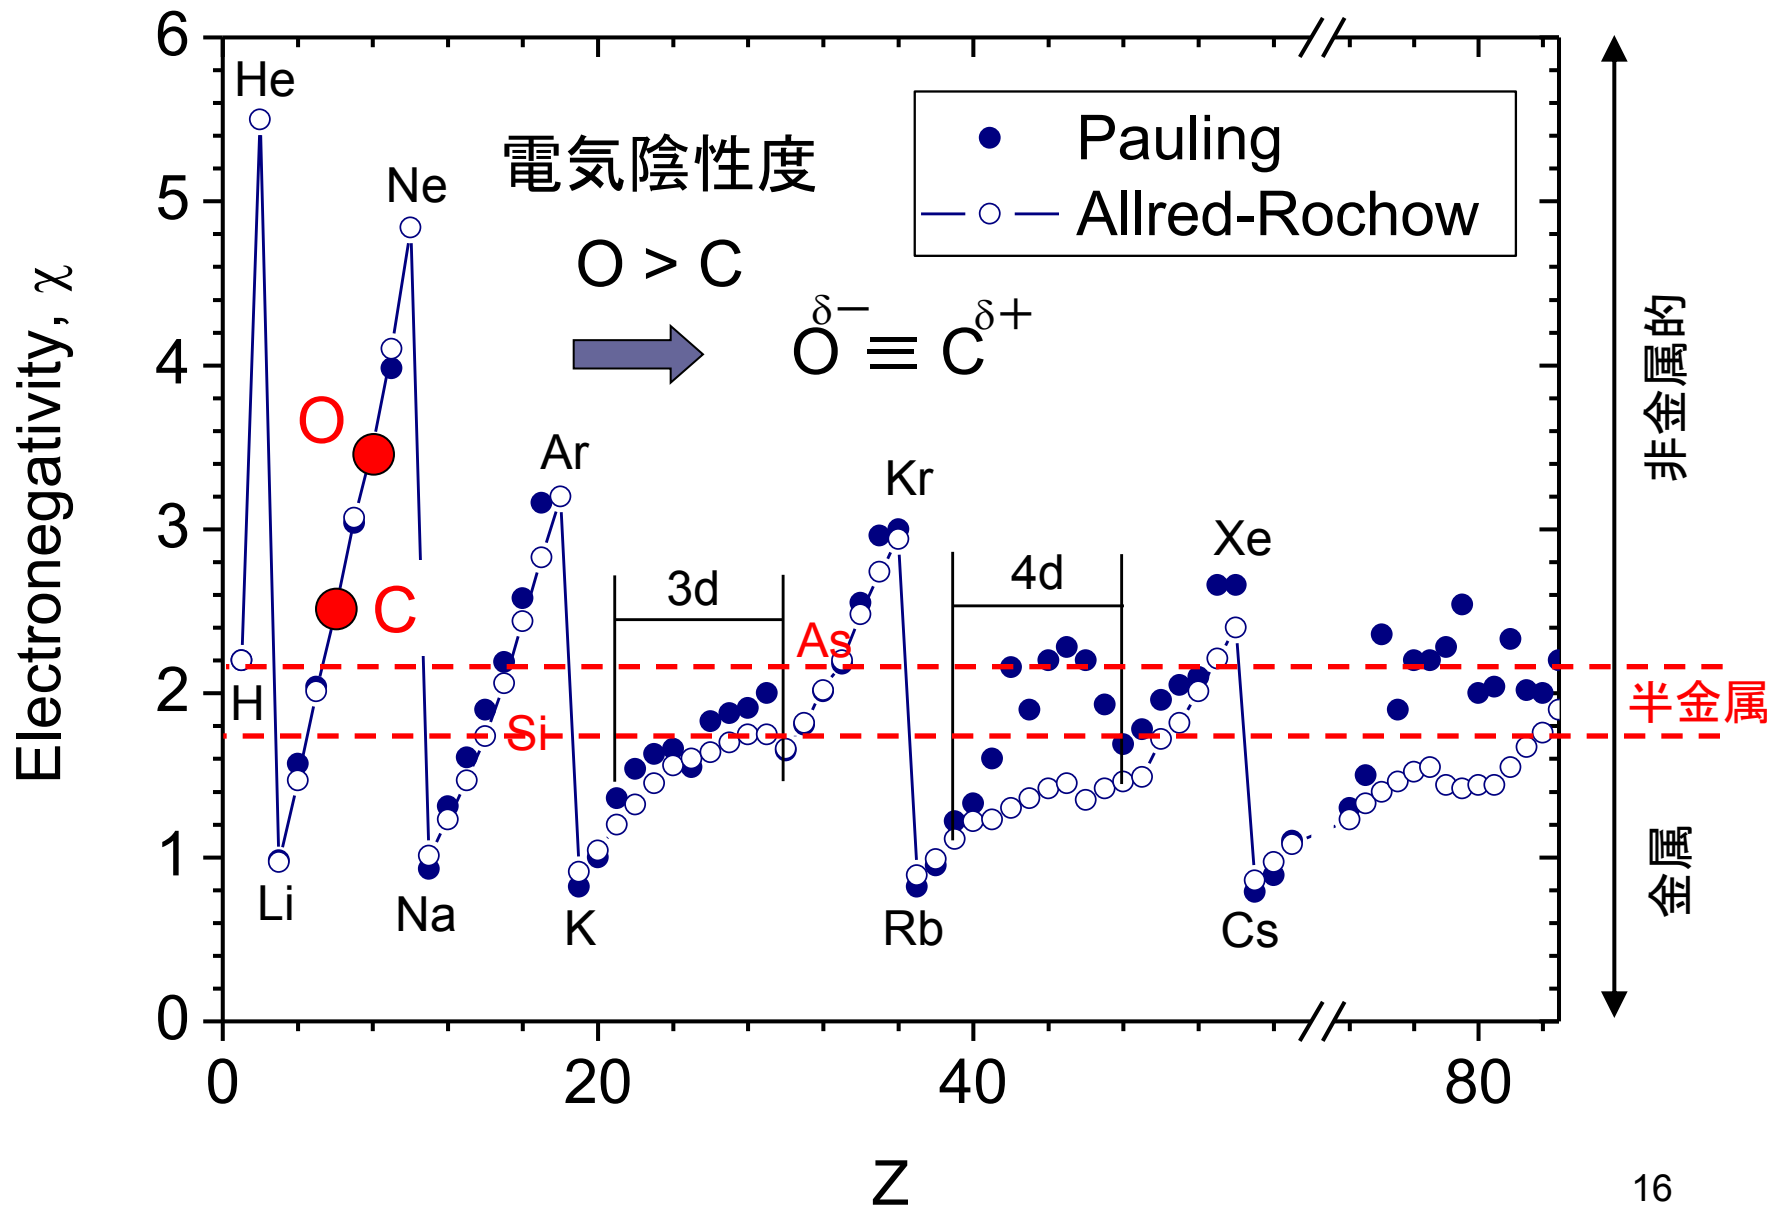 6
5
4
3
2
1
0
Electronegativity, χ
He
Ne
電気陰性度
O > C
Oδ− ≡ Cδ+
Pauling
Allred-Rochow
O
C
H
Li
Na
Si
Ar
K
3d
As
Kr
Rb
4d
Xe
Cs
非金属的
半金属
金属
0
20
40
80
Z
16